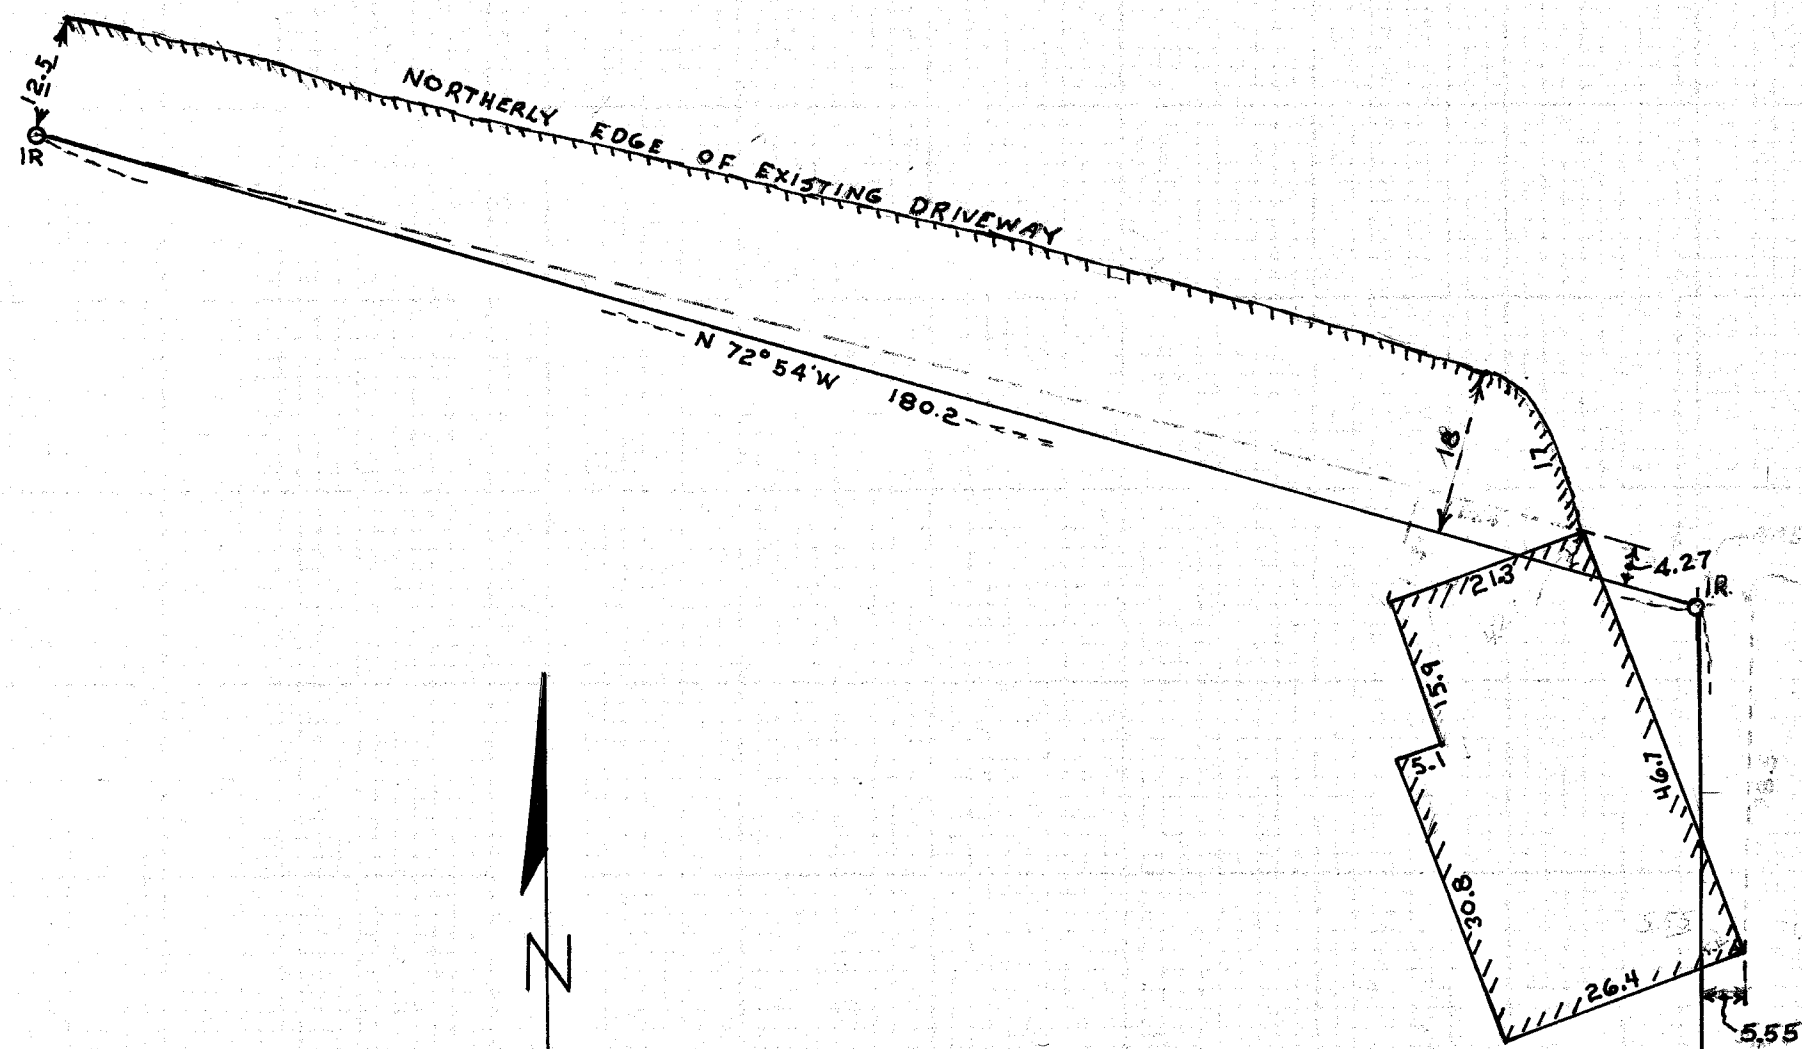 12.5
IR
NORTHERLY EDGE OF EXISTING DRIVEWAY
N 72°54'W 180.2
18
17
4.27
IR
21.3
15.9
5.1
46.7
30.8
26.4
5.55
N